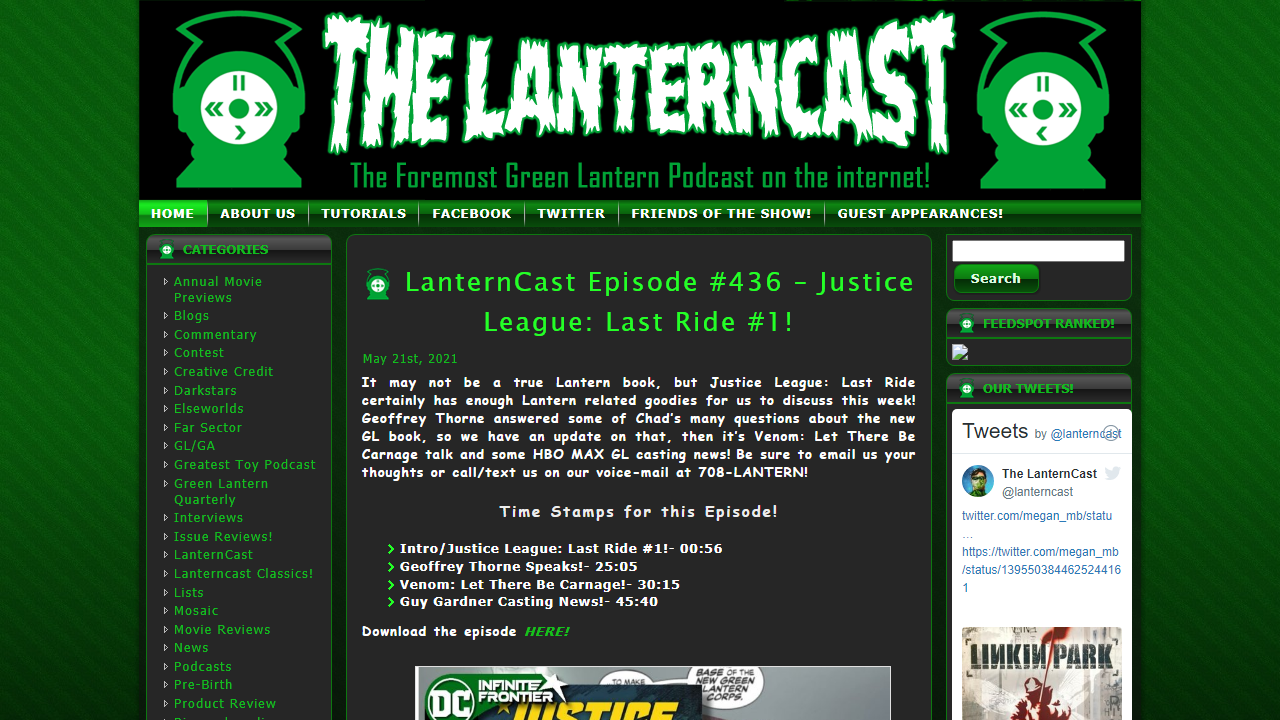 THE LANTERNCAST
The Foremost Green Lantern Podcast on the internet!
HOME
ABOUT US
TUTORIALS
FACEBOOK
TWITTER
FRIENDS OF THE SHOW!
GUEST APPEARANCES!
CATEGORIES
Annual Movie
Previews
Blogs
Commentary
Contest
Creative Credit
Darkstars
Elseworlds
Far Sector
GL/GA
Greatest Toy Podcast
Green Lantern
Quarterly
Interviews
Issue Reviews!
LanternCast
Lanterncast Classics!
Lists
Mosaic
Movie Reviews
News
Podcasts
Pre-Birth
Product Review
LanternCast Episode #436 – Justice
League: Last Ride #1!
May 21st, 2021
It may not be a true Lantern book, but Justice League: Last Ride
certainly has enough Lantern related goodies for us to discuss this week!
Geoffrey Thorne answered some of Chad's many questions about the new
GL book, so we have an update on that, then it's Venom: Let There Be
Carnage talk and some HBO MAX GL casting news! Be sure to email us your
thoughts or call/text us on our voice-mail at 708-LANTERN!
Time Stamps for this Episode!
Intro/Justice League: Last Ride #1!- 00:56
Geoffrey Thorne Speaks!- 25:05
Venom: Let There Be Carnage!- 30:15
Guy Gardner Casting News!- 45:40
Download the episode HERE!
DC
INFINITE
FRONTIER
JUSTICE
TO MAKE
BASE OF THE
NEW GREEN
LANTERN
CORPS.
Search
FEEDSPOT RANKED!
OUR TWEETS!
Tweets by @lanterncast
The LanternCast
@lanterncast
twitter.com/megan_mb/statu
…
https://twitter.com/megan_mb
/status/139550384462524416
1
LINKIN PARK